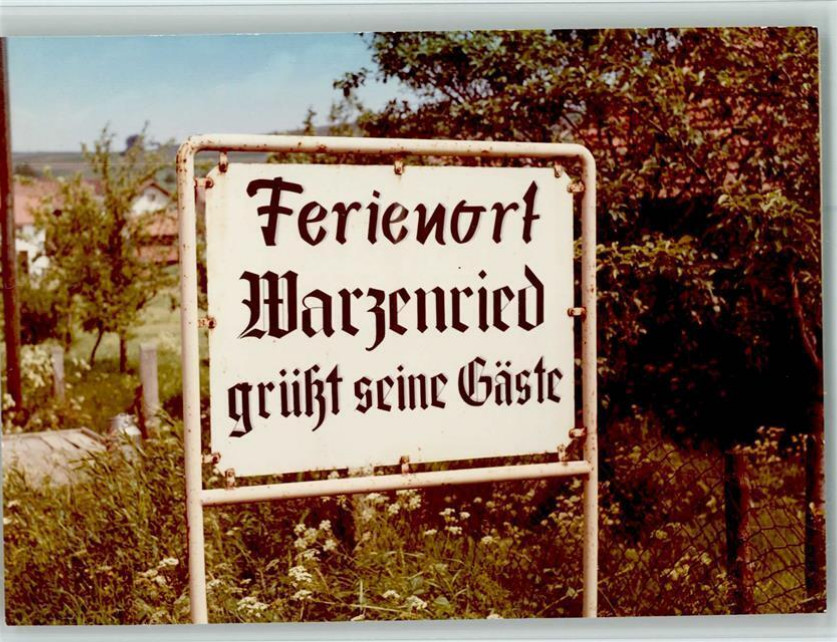 Ferienort
Warzenried
grüßt seine Gäste